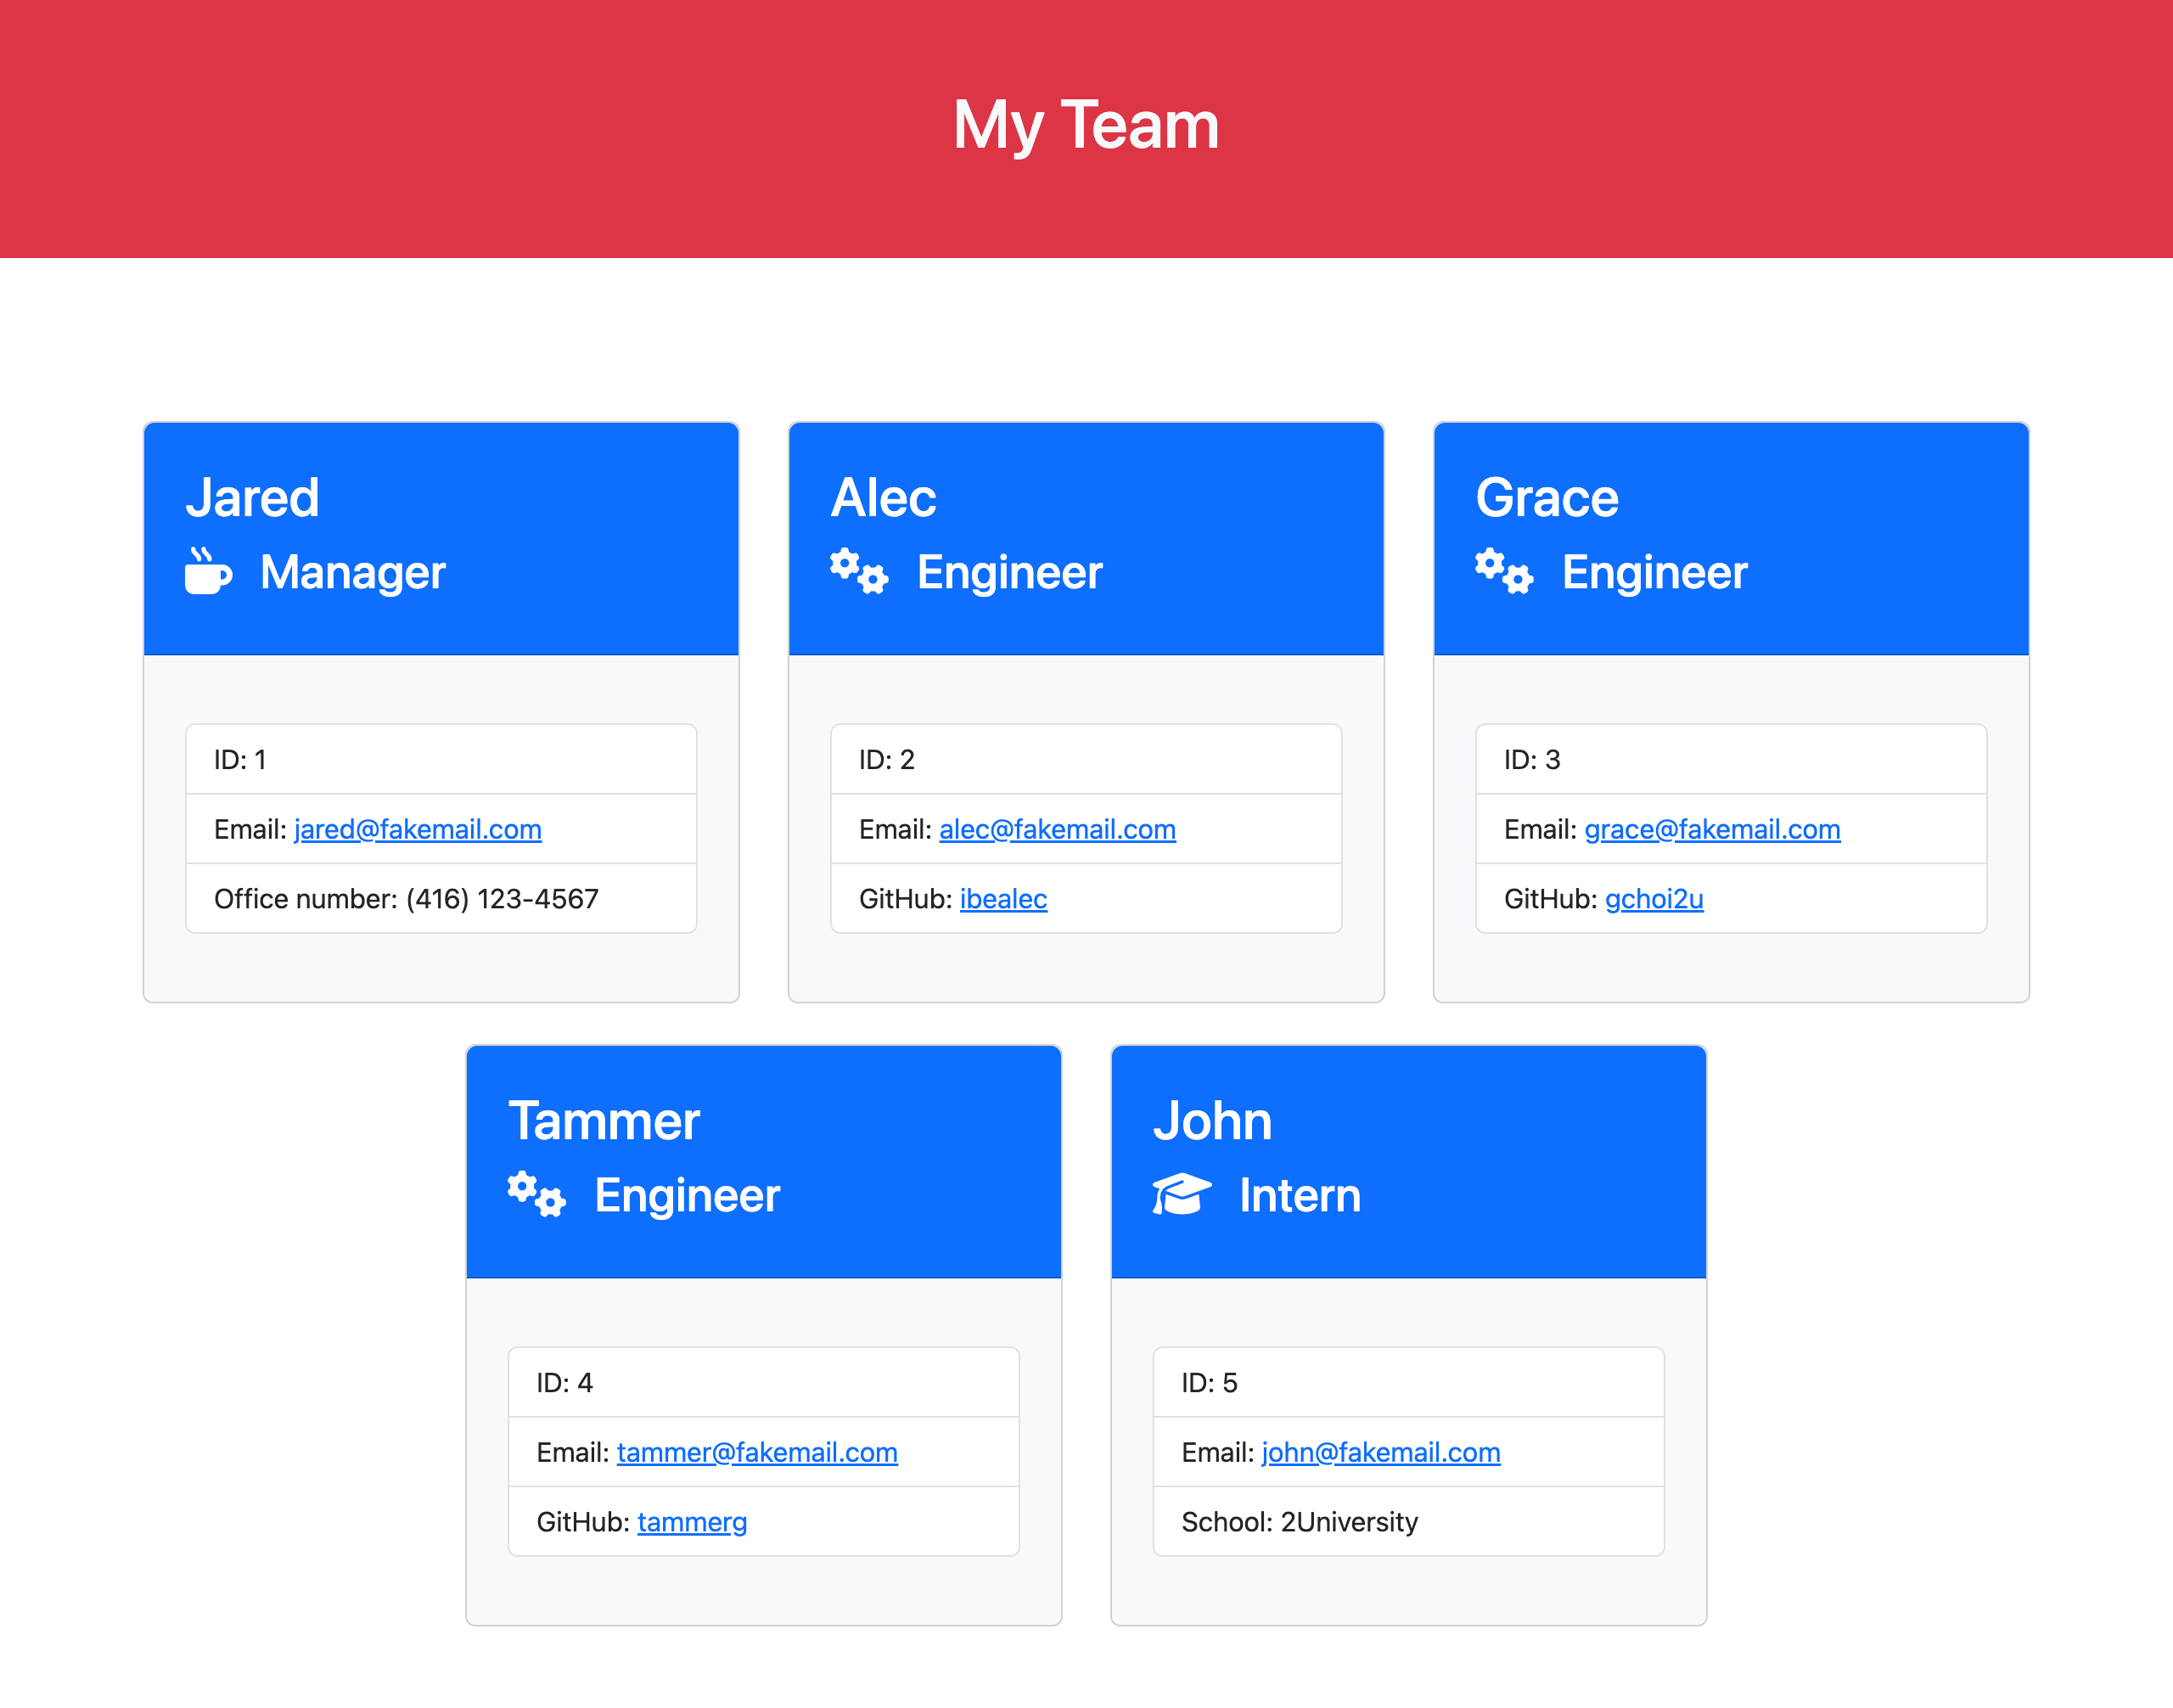 My Team
Jared
Manager
ID: 1
Email: jared@fakemail.com
Office number: (416) 123-4567
Alec
Engineer
ID: 2
Email: alec@fakemail.com
GitHub: ibealec
Grace
Engineer
ID: 3
Email: grace@fakemail.com
GitHub: gchoi2u
Tammer
Engineer
ID: 4
Email: tammer@fakemail.com
GitHub: tammerg
John
Intern
ID: 5
Email: john@fakemail.com
School: 2University